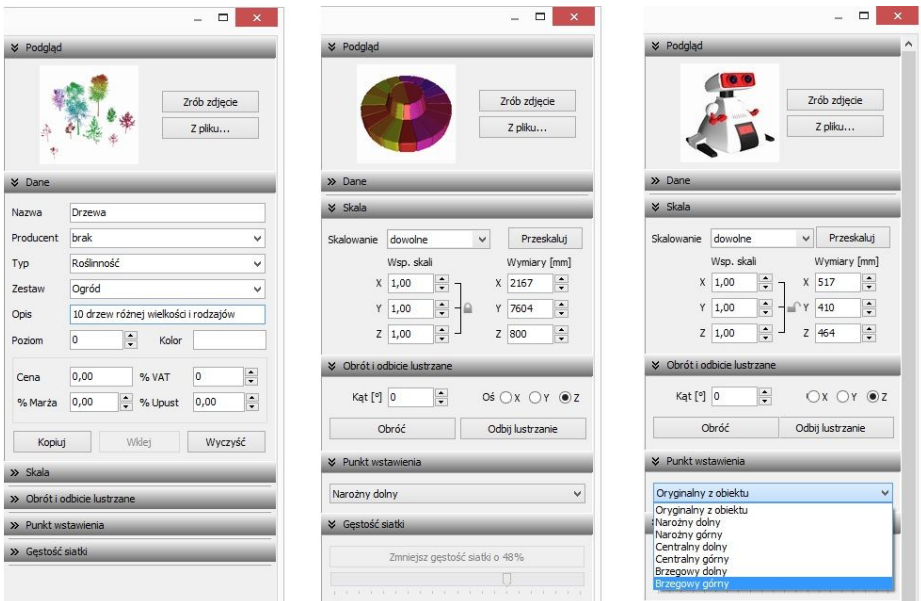 Podgląd
Zrób zdjęcie
Z pliku...
Dane
Nazwa Drzewa
Producent brak
Typ Roślinność
Zestaw Ogród
Opis 10 drzew różnej wielkości i rodzajów
Poziom 0 Kolor
Cena 0,00 % VAT 0
% Marża 0,00 % Upust 0,00
Kopiuj Wklej Wyczyść
Skala
Obrót i odbicie lustrzane
Punkt wstawienia
Gęstość siatki
Podgląd
Zrób zdjęcie
Z pliku...
Dane
Skala
Skalowanie dowolne Przeskaluj
Wsp. skali Wymiary [mm]
X 1,00 X 2167
Y 1,00 Y 7604
Z 1,00 Z 800
Obrót i odbicie lustrzane
Kąt [°] 0 Oś X Y Z
Obróć Odbij lustrzanie
Punkt wstawienia
Narożny dolny
Gęstość siatki
Zmniejsz gęstość siatki o 48%
Podgląd
Zrób zdjęcie
Z pliku...
Dane
Skala
Skalowanie dowolne Przeskaluj
Wsp. skali Wymiary [mm]
X 1,00 X 517
Y 1,00 Y 410
Z 1,00 Z 464
Obrót i odbicie lustrzane
Kąt [°] 0 X Y Z
Obróć Odbij lustrzanie
Punkt wstawienia
Oryginalny z obiektu
Oryginalny z obiektu
Narożny dolny
Narożny górny
Centralny dolny
Centralny górny
Brzegowy dolny
Brzegowy górny